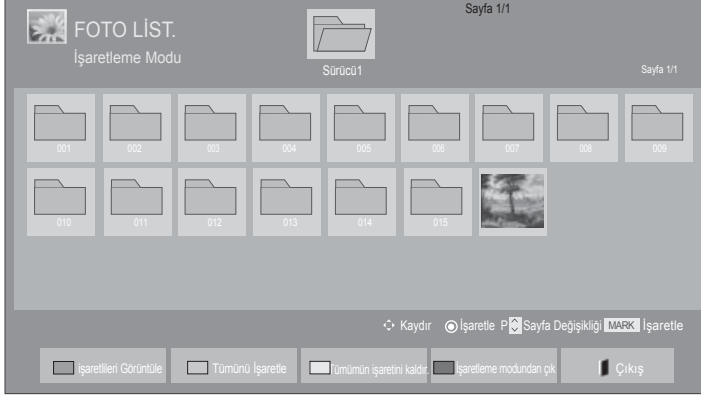 Sayfa 1/1
FOTO LİST.
İşaretleme Modu
Sürücü1
Sayfa 1/1
001 002 003 004 005 006 007 008 009
010 011 012 013 014 015
Kaydır İşaretle P Sayfa Değişikliği MARK İşaretle
işaretlileri Görüntüle Tümünü İşaretle Tümümün işaretini kaldır. İşaretleme modundan çık Çıkış